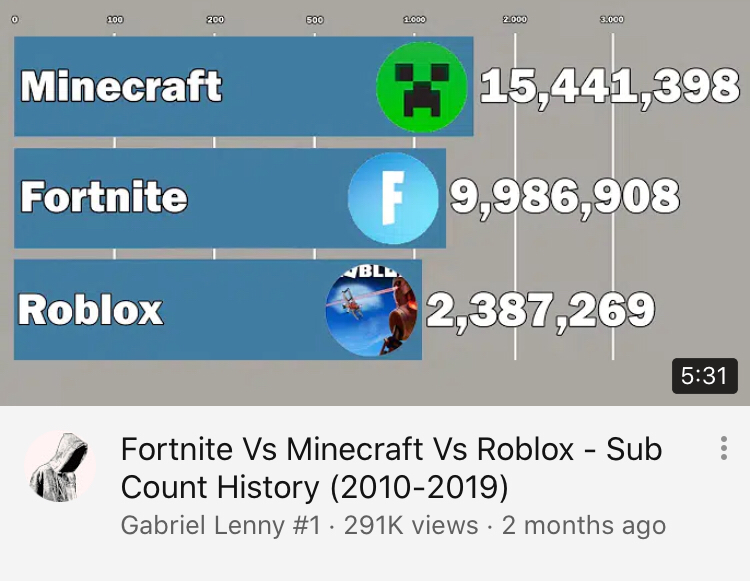 0 100 200 500 1.000 2.000 3.000
Minecraft 15,441,398
Fortnite F 9,986,908
Roblox 2,387,269
5:31
Fortnite Vs Minecraft Vs Roblox - Sub
Count History (2010-2019)
Gabriel Lenny #1 · 291K views · 2 months ago